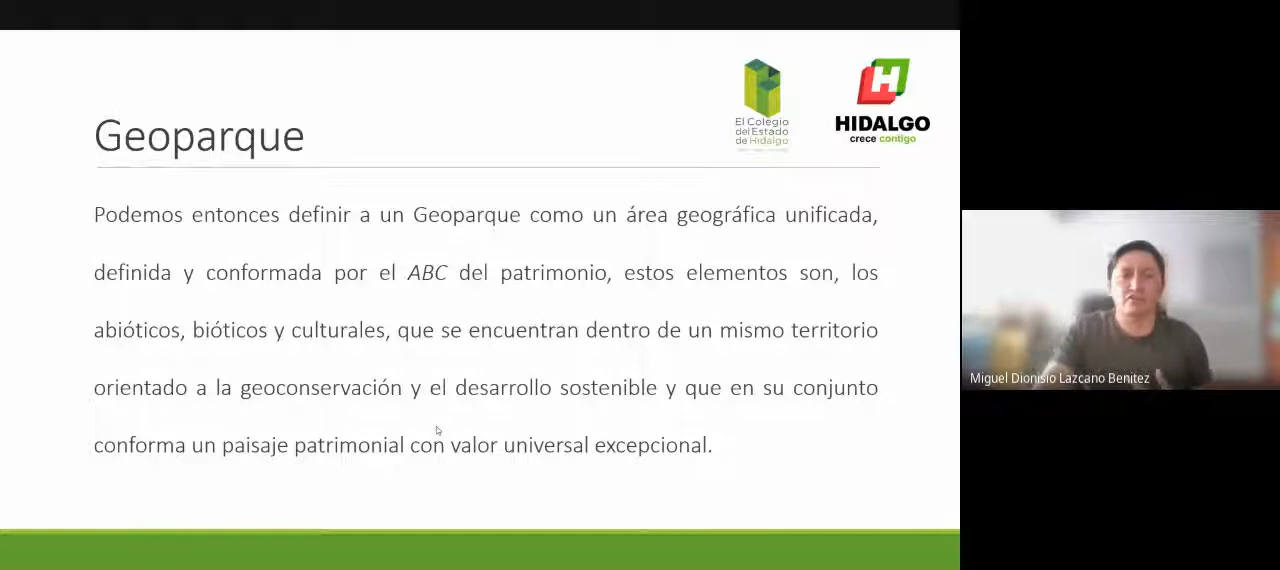 El Colegio
del Estado
de Hidalgo
H
HIDALGO
crece contigo
Geoparque
Podemos entonces definir a un Geoparque como un área geográfica unificada,
definida y conformada por el ABC del patrimonio, estos elementos son, los
abióticos, bióticos y culturales, que se encuentran dentro de un mismo territorio
orientado a la geoconservación y el desarrollo sostenible y que en su conjunto
conforma un paisaje patrimonial con valor universal excepcional.
Miguel Dionisio Lazcano Benitez